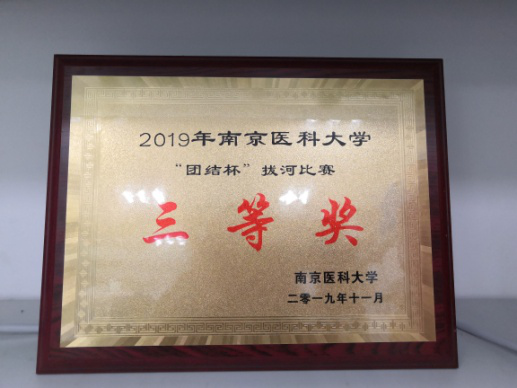 2019年南京医科大学
“团结杯”拔河比赛
三等奖
南京医科大学
二零一九年十一月